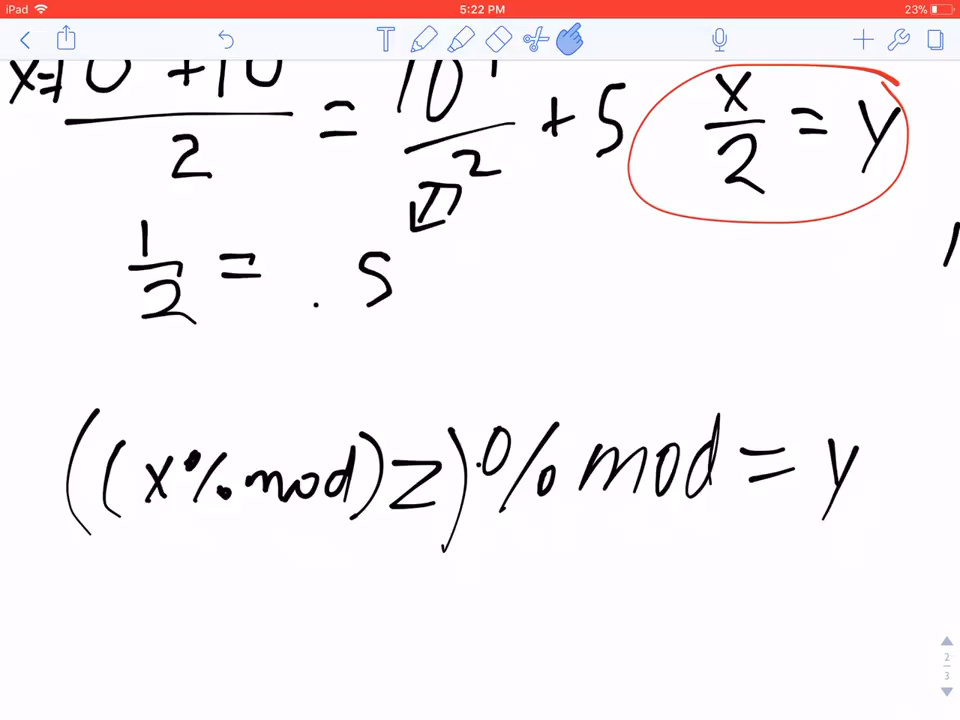 iPad 5:22 PM 23%
T
x=10 +10 / 2 = 10 / 2 + 5 x/2 = y
1/2 = .5
((x % mod) z) % mod = y
2
3